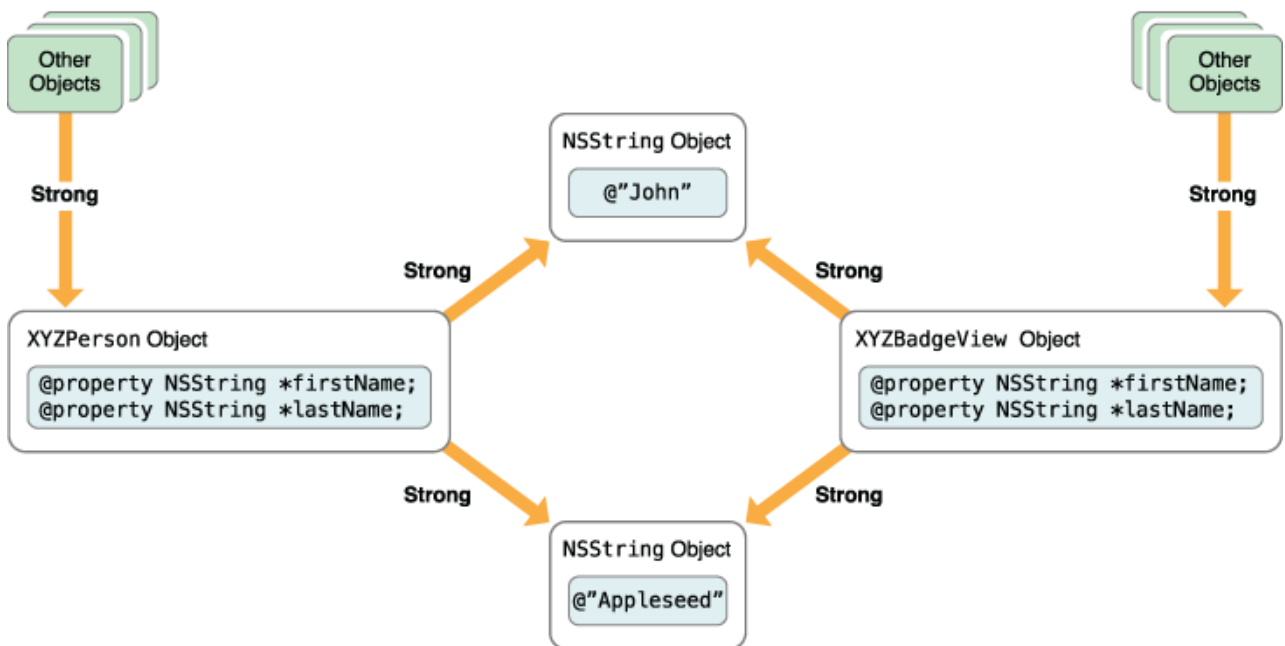 Other
Objects
Other
Objects
NSString Object
@”John”
Strong
Strong
Strong
Strong
XYZPerson Object
@property NSString *firstName;
@property NSString *lastName;
XYZBadgeView Object
@property NSString *firstName;
@property NSString *lastName;
Strong
Strong
NSString Object
@”Appleseed”